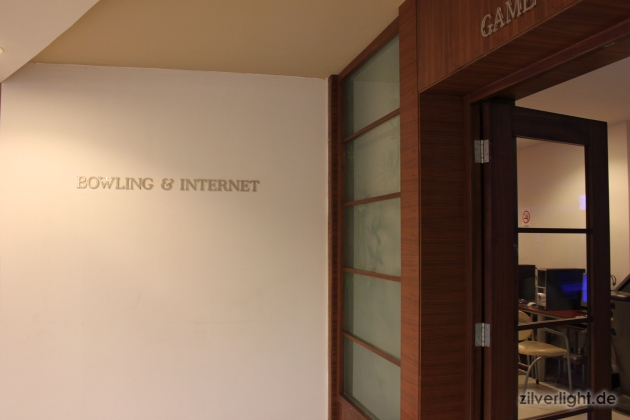 BOWLING & INTERNET
GAME
zilverlight.de